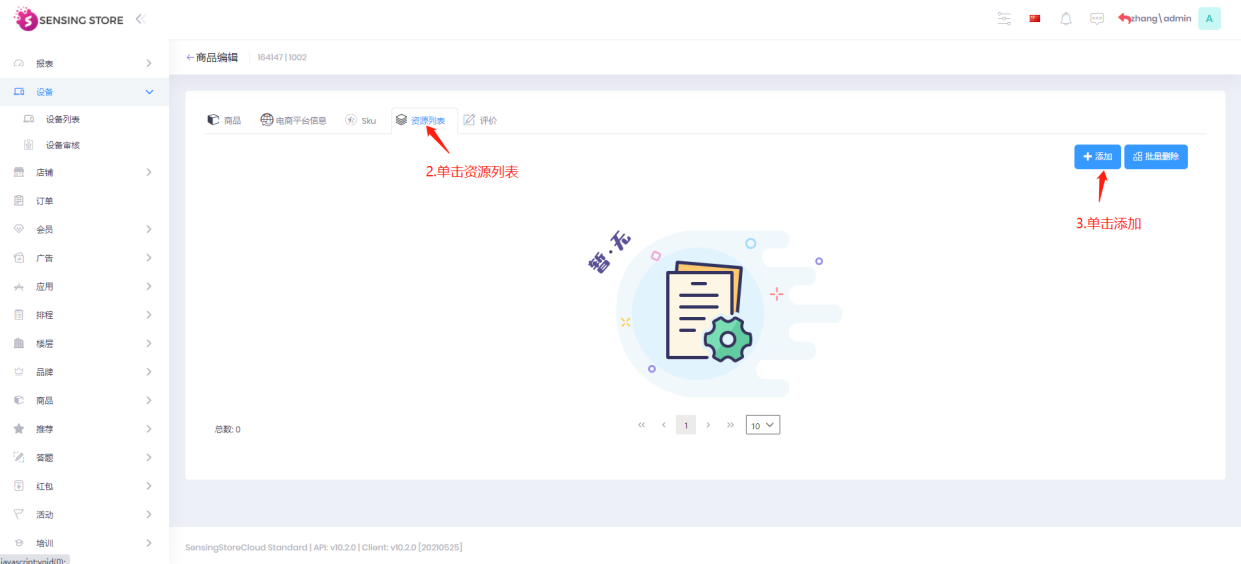 SENSING STORE
zhang\admin
A
报表
设备
设备列表
设备审核
店铺
订单
会员
广告
应用
排程
楼层
品牌
商品
推荐
答题
红包
活动
培训
javascript:void(0);
←商品编辑
164147|1002
商品
电商平台信息
Sku
资源列表
评价
2.单击资源列表
添加
批量删除
3.单击添加
暂·无
总数: 0
1
10
SensingStoreCloud Standard | API: v10.2.0 | Client: v10.2.0 [20210525]